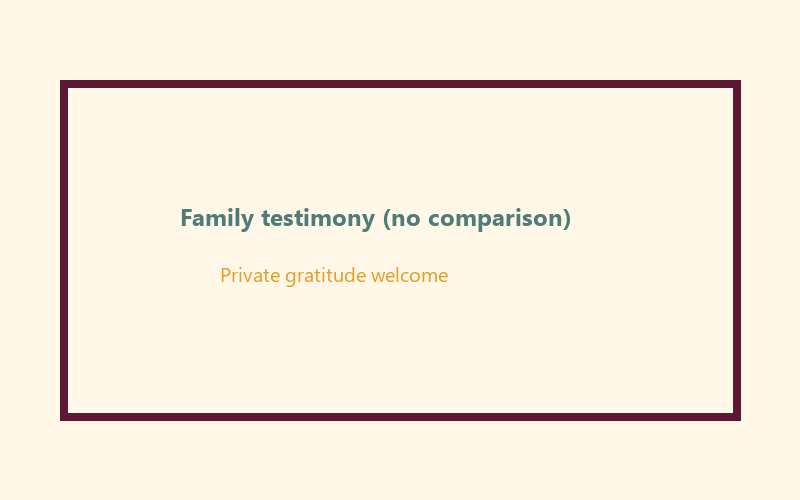 Family testimony (no comparison)
Private gratitude welcome